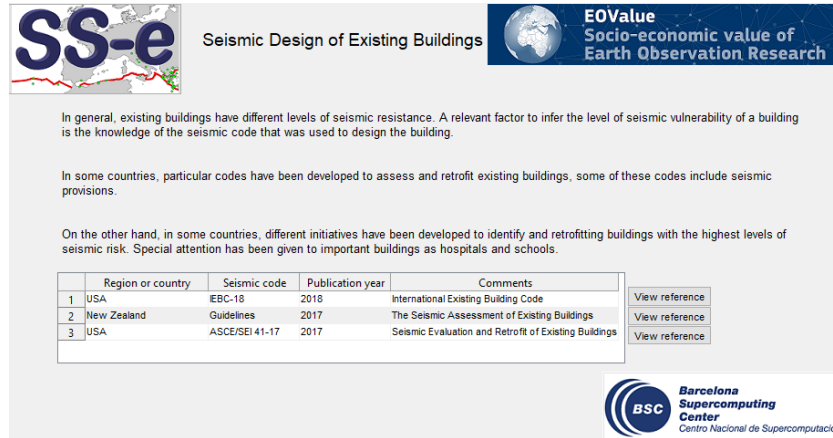 SS-e
Seismic Design of Existing Buildings
EOValue
Socio-economic value of
Earth Observation Research
In general, existing buildings have different levels of seismic resistance. A relevant factor to infer the level of seismic vulnerability of a building
is the knowledge of the seismic code that was used to design the building.
In some countries, particular codes have been developed to assess and retrofit existing buildings, some of these codes include seismic
provisions.
On the other hand, in some countries, different initiatives have been developed to identify and retrofitting buildings with the highest levels of
seismic risk. Special attention has been given to important buildings as hospitals and schools.
Region or country Seismic code Publication year Comments
1 USA IEBC-18 2018 International Existing Building Code View reference
2 New Zealand Guidelines 2017 The Seismic Assessment of Existing Buildings View reference
3 USA ASCE/SEI 41-17 2017 Seismic Evaluation and Retrofit of Existing Buildings View reference
BSC
Barcelona
Supercomputing
Center
Centro Nacional de Supercomputació